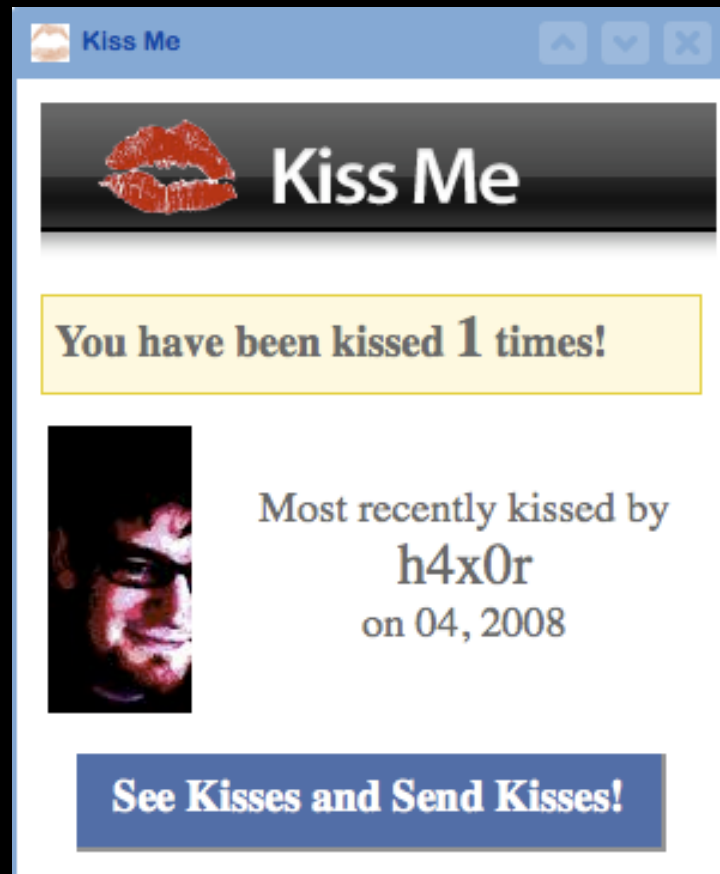 Kiss Me
Kiss Me
You have been kissed 1 times!
Most recently kissed by
h4x0r
on 04, 2008
See Kisses and Send Kisses!